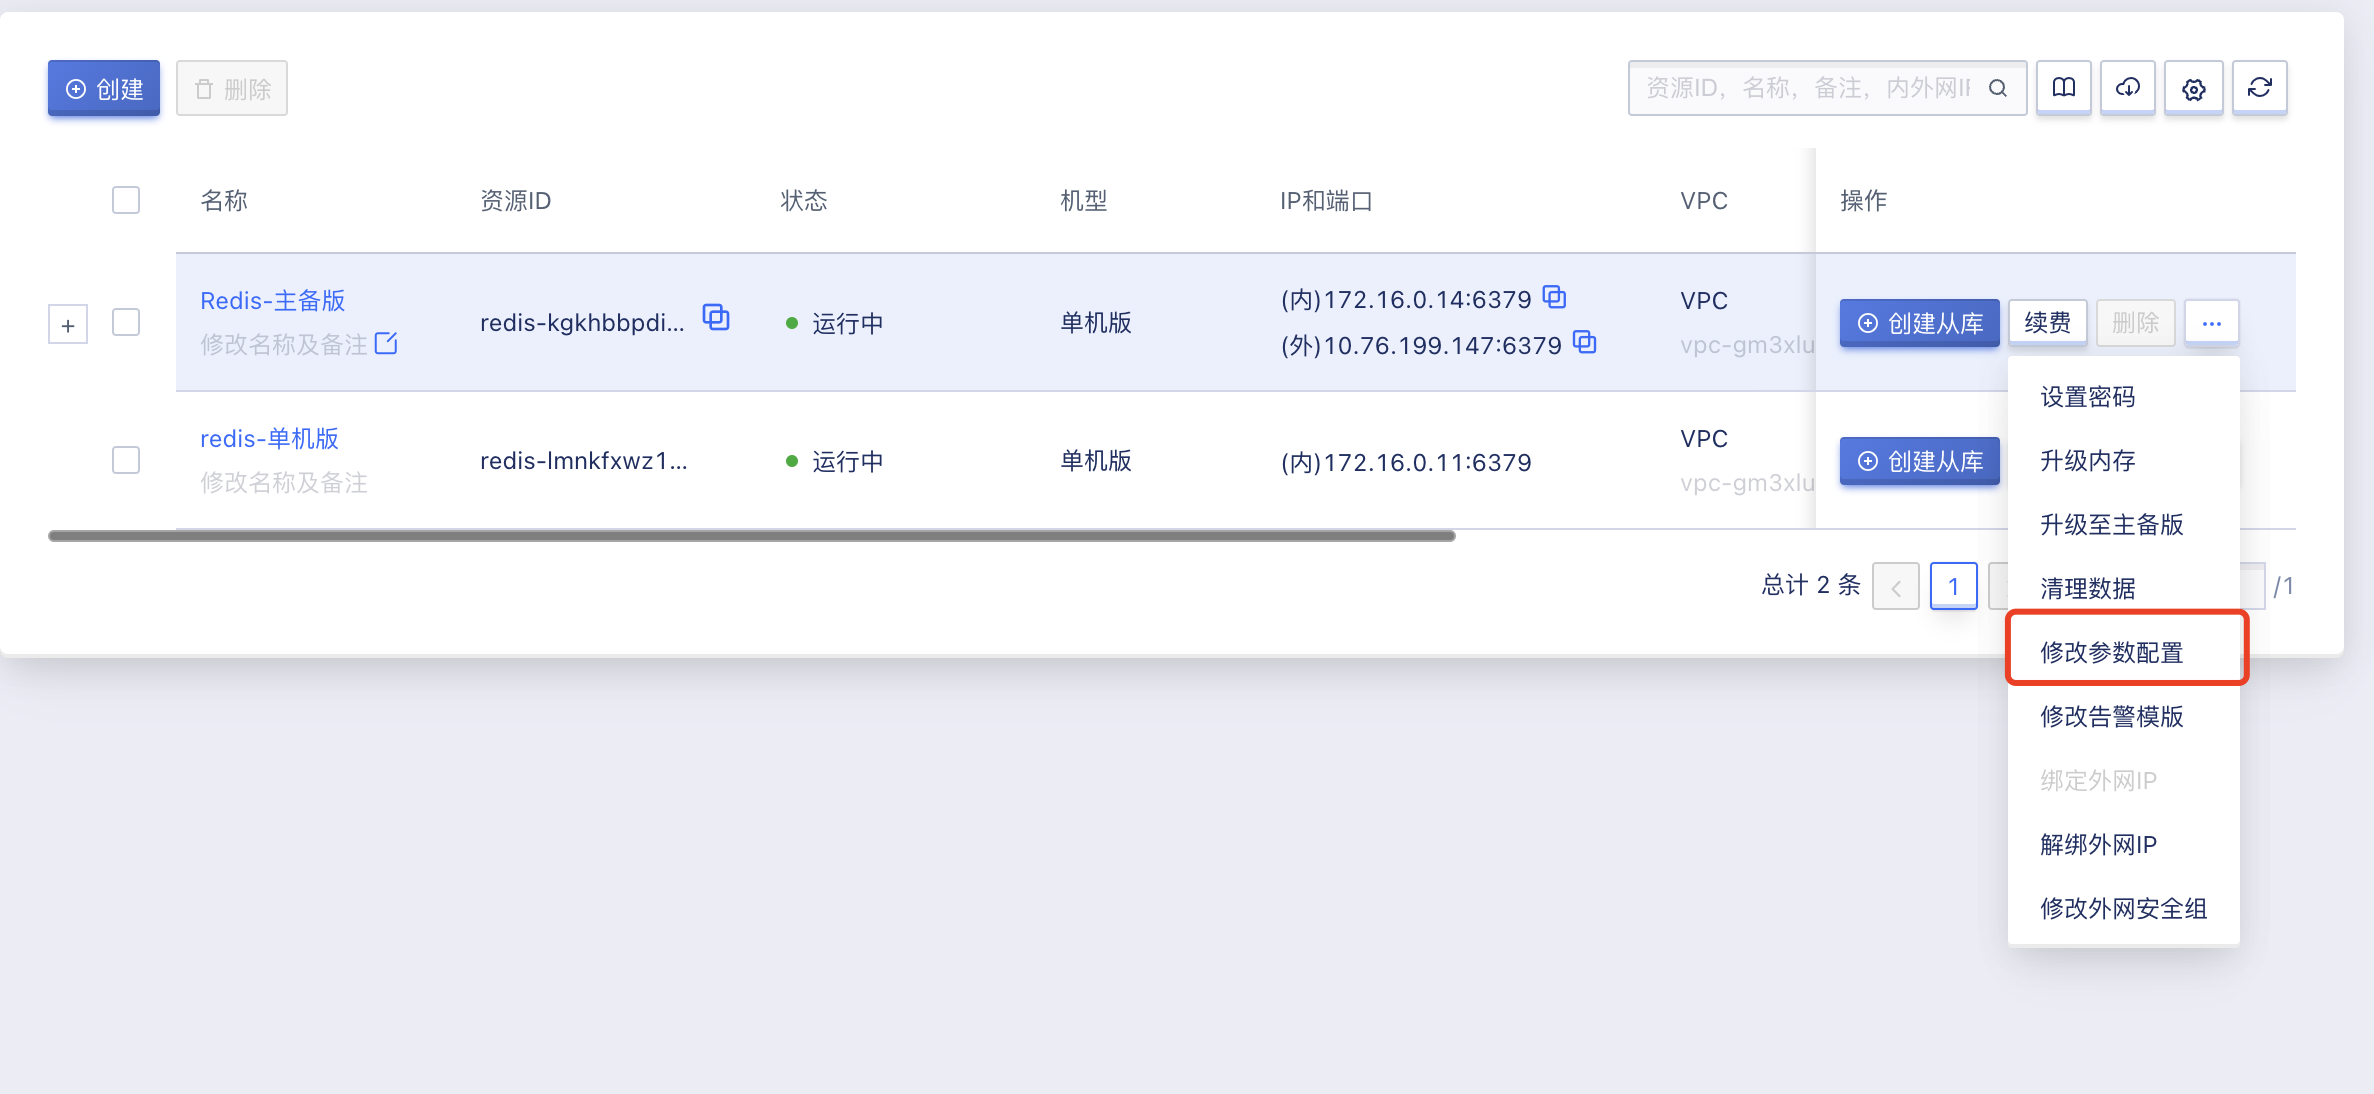 创建 删除 资源ID，名称，备注，内外网IP
名称 资源ID 状态 机型 IP和端口 VPC 操作
Redis-主备版
修改名称及备注
redis-kgkhbbpdi...
运行中
单机版
(内)172.16.0.14:6379
(外)10.76.199.147:6379
VPC
vpc-gm3xlu
创建从库 续费 删除 ...
redis-单机版
修改名称及备注
redis-lmnkfxwz1...
运行中
单机版
(内)172.16.0.11:6379
VPC
vpc-gm3xlu
创建从库
设置密码
升级内存
升级至主备版
清理数据
修改参数配置
修改告警模版
绑定外网IP
解绑外网IP
修改外网安全组
总计 2 条 1 /1